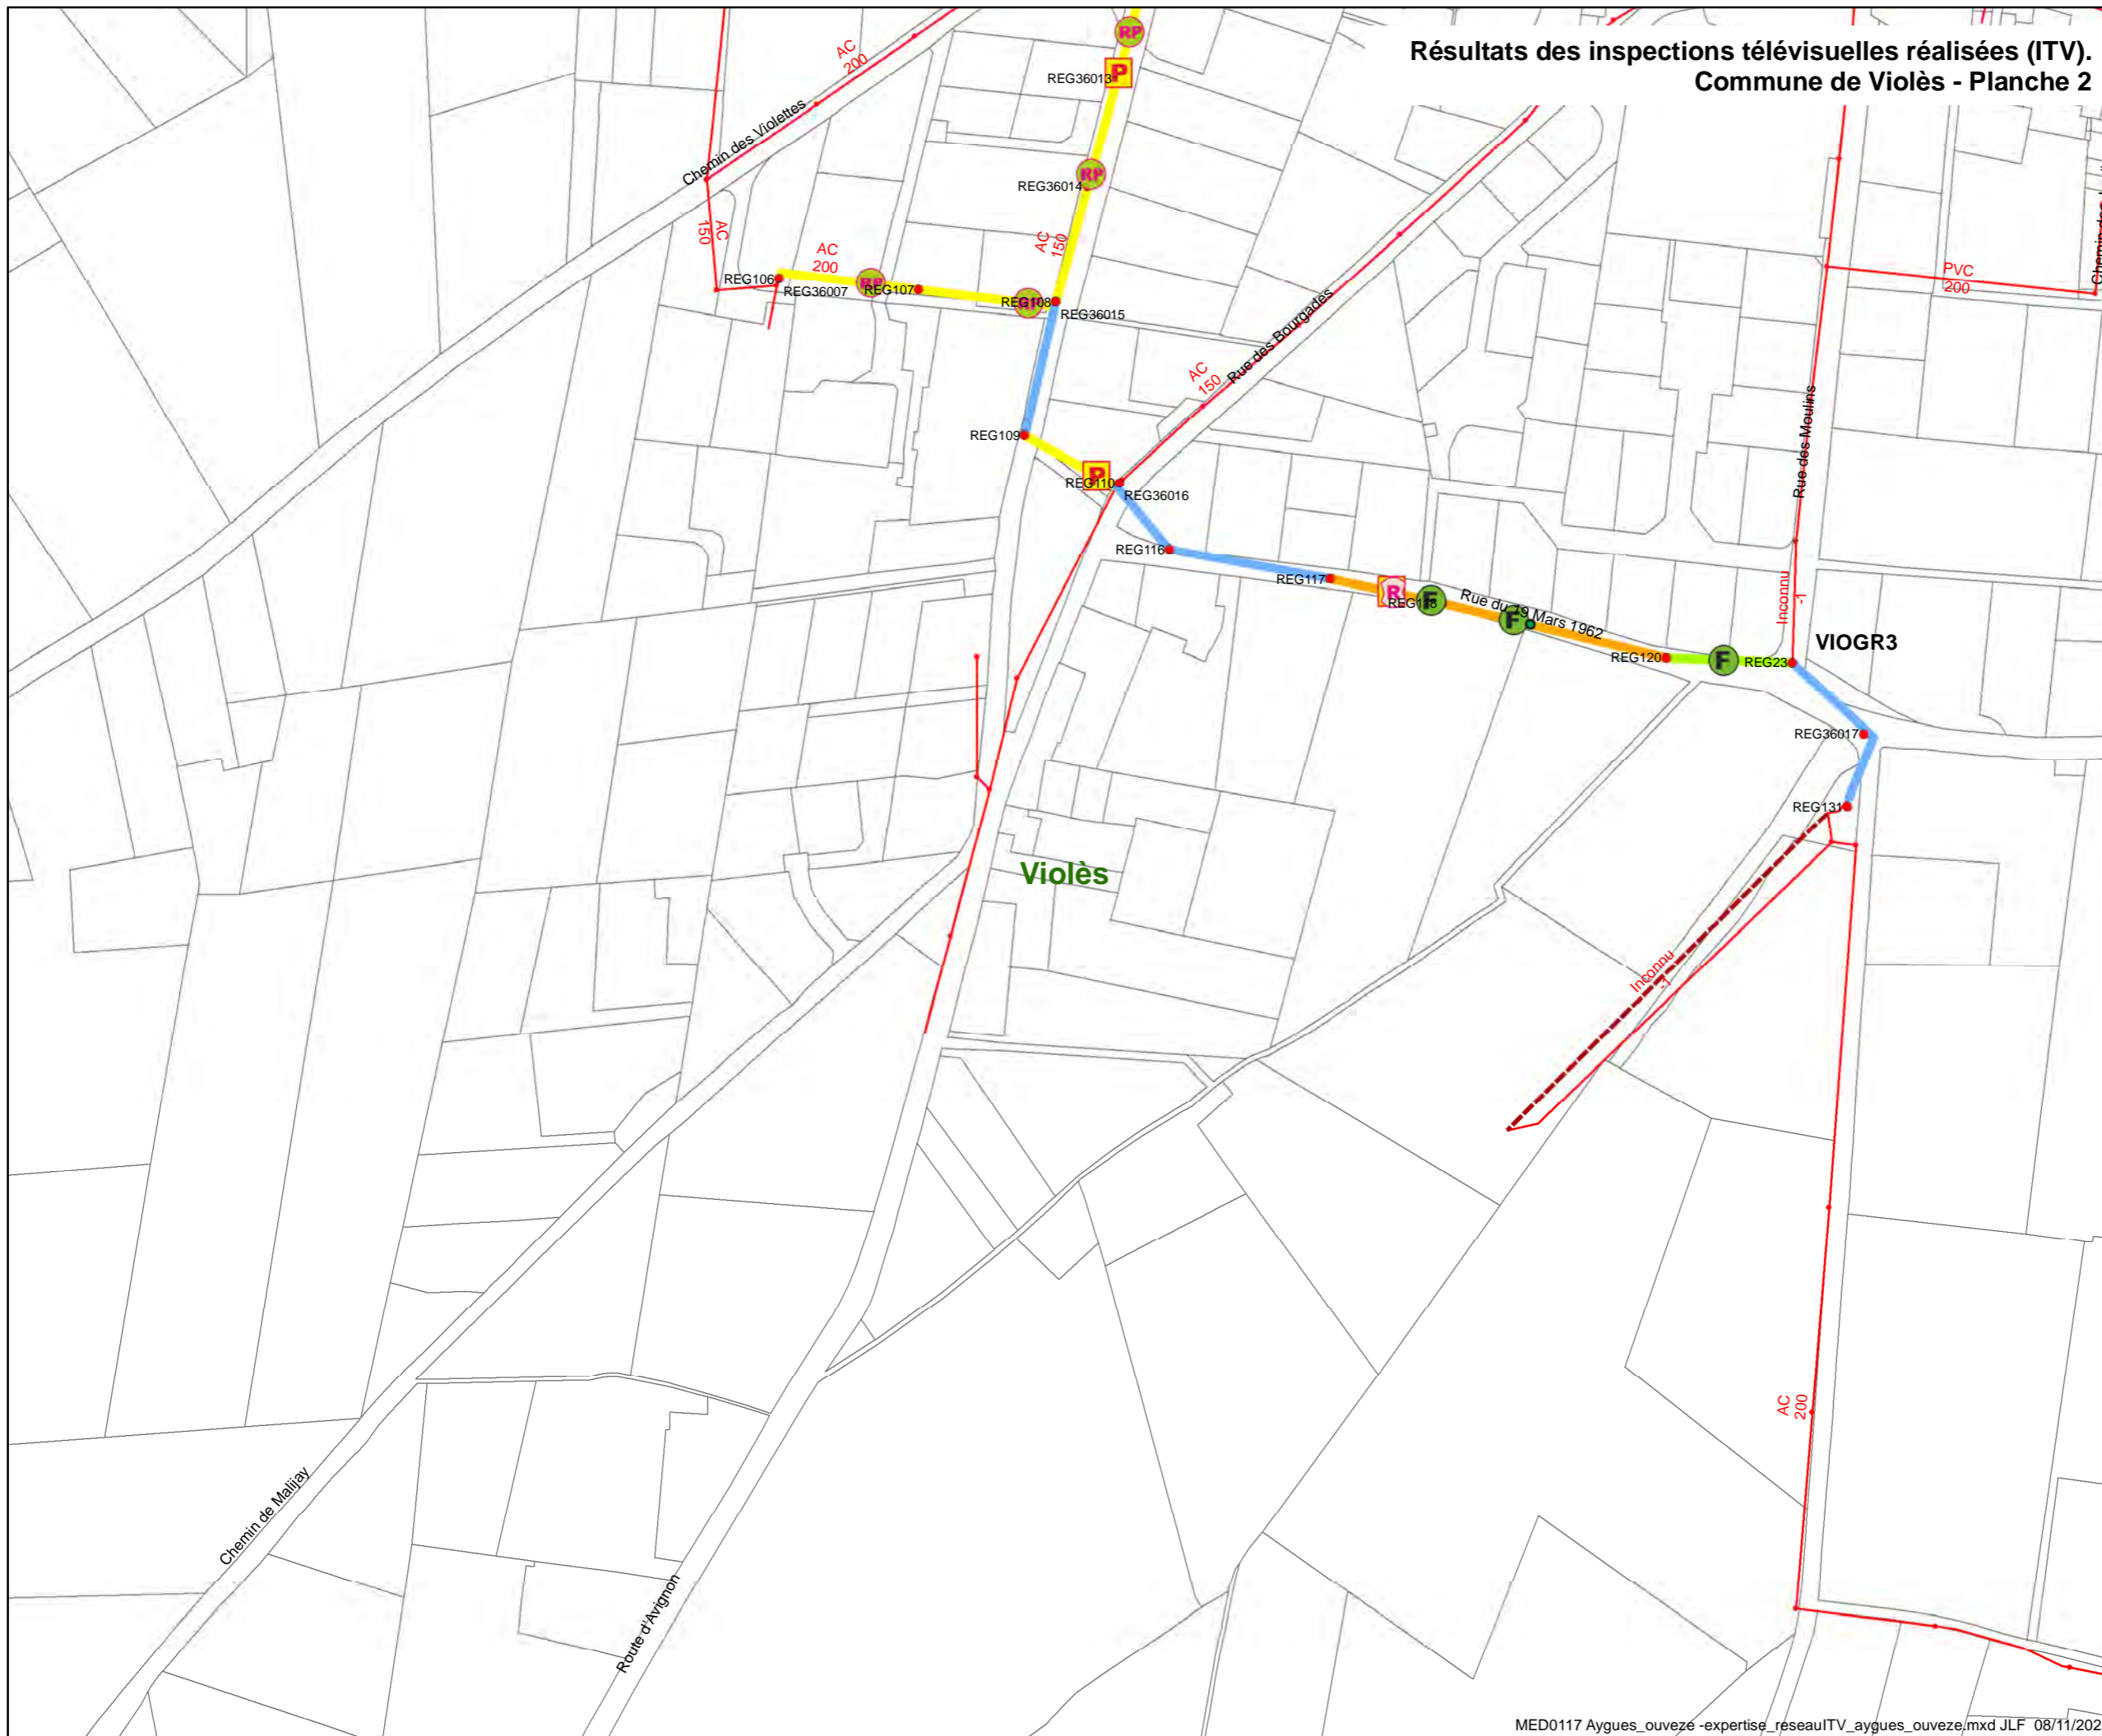 Résultats des inspections télévisuelles réalisées (ITV).
Commune de Violès - Planche 2
RP
REG36013
P
AC
200
Chemin des Violettes
RP
REG36014
AC
150
AC
150
AC
200
REG106
REG36007
REG107
REG108
REG36015
PVC
200
Rue des Bourgades
AC
150
Rue des Moulins
REG109
P
REG110
REG36016
REG116
REG117
R
F
Rue du 19 Mars 1962
F
Inconnu
-1
VIOGR3
REG120
F
REG23
REG36017
REG131
Violès
Inconnu
-1
AC
200
Chemin de Malijay
Route d'Avignon
MED0117 Aygues_ouveze -expertise_reseauITV_aygues_ouveze.mxd JLF 08/11/202